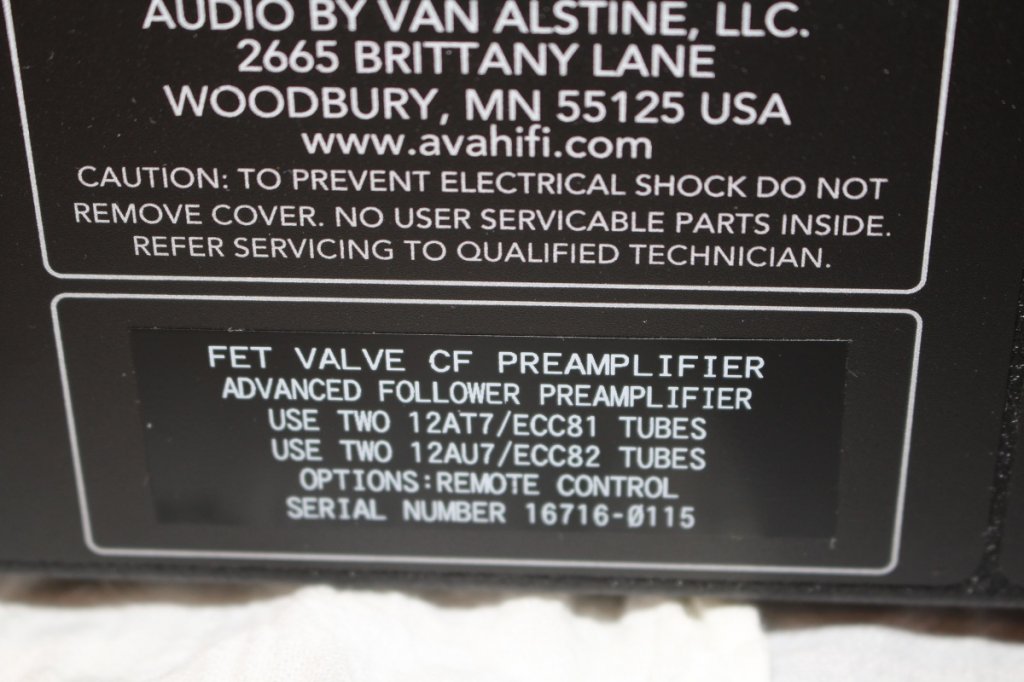 AUDIO BY VAN ALSTINE, LLC.
2665 BRITTANY LANE
WOODBURY, MN 55125 USA
www.avahifi.com
CAUTION: TO PREVENT ELECTRICAL SHOCK DO NOT
REMOVE COVER. NO USER SERVICABLE PARTS INSIDE.
REFER SERVICING TO QUALIFIED TECHNICIAN.
FET VALVE CF PREAMPLIFIER
ADVANCED FOLLOWER PREAMPLIFIER
USE TWO 12AT7/ECC81 TUBES
USE TWO 12AU7/ECC82 TUBES
OPTIONS:REMOTE CONTROL
SERIAL NUMBER 16716-0115